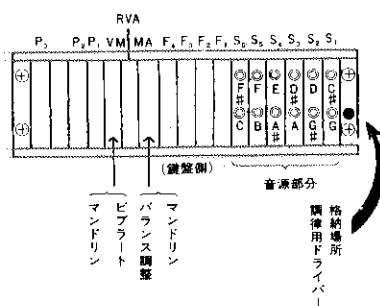 RVA
P₃ P₂ P₁ VM MA F₄ F₃ F₂ F₁ S₆ S₅ S₄ S₃ S₂ S₁
F# F E D# D C#
C B A# A G# G
(鍵盤側)
音源部分
格納場所
調律用ドライバー
マンドリン
バランス調整
ビブラート
マンドリン